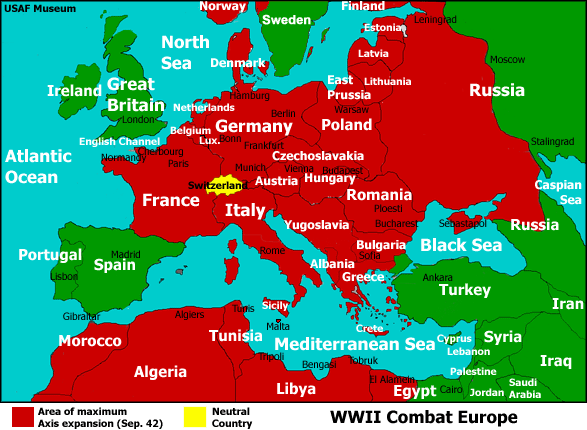 USAF Museum
Norway
Finland
Sweden
Leningrad
Estonian
North
Sea
Latvia
Moscow
Denmark
Lithuania
Ireland
Great
Britain
East
Prussia
Russia
Hamburg
Netherlands
Warsaw
London
Berlin
Germany
Poland
English Channel
Belgium
Lux.
Bonn
Stalingrad
Cherbourg
Frankfurt
Atlantic
Ocean
Normandy
Paris
Czechoslavakia
Munich
Vienna
Budapest
Switzerland
Austria
Hungary
Caspian
Sea
France
Romania
Italy
Ploesti
Yugoslavia
Bucharest
Sebastapol
Russia
Portugal
Madrid
Spain
Rome
Bulgaria
Sofia
Black Sea
Albania
Greece
Lisbon
Ankara
Turkey
Iran
Gibraltar
Algiers
Tunis
Sicily
Malta
Crete
Morocco
Tunisia
Mediterranean Sea
Cyprus
Syria
Lebanon
Tripoli
Bengasi
Tobruk
Iraq
Algeria
Palestine
Libya
El Alamein
Egypt
Cairo
Jordan
Saudi
Arabia
Area of maximum
Axis expansion (Sep. 42)
Neutral
Country
WWII Combat Europe